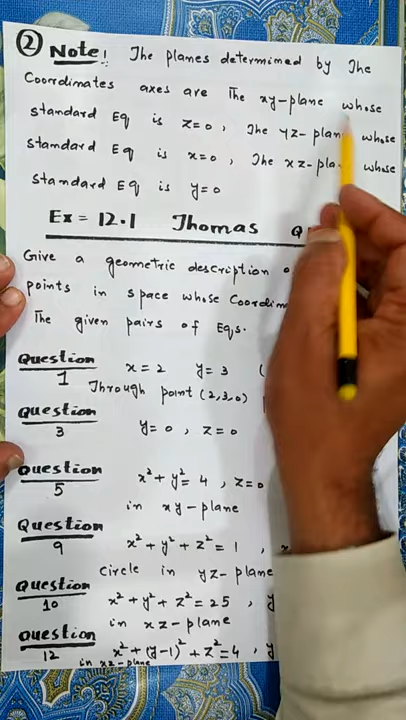 ② Note! The planes determined by The
Coordimates axes are The xy-plane whose
standard Eq is z=0, The yz-plan whose
standard Eq is x=0, The xz-pla whose
standard Eq is y=0
Ex = 12.1 Thomas Q
Give a geometric description o
points in space whose Coordim
The given pairs of Eqs.
Question 1 x = 2 y = 3 (
Through point (2,3,0)
Question 3 y=0, z=0
Question 5 x²+y²=4, z=0
in xy-plane
Question 9 x²+y²+z²=1,
Circle in yz-plane
Question 10 x²+y²+z²=25, y
in xz-plane
Question 12 x²+(y-1)²+z²=4, y
in xz-plane